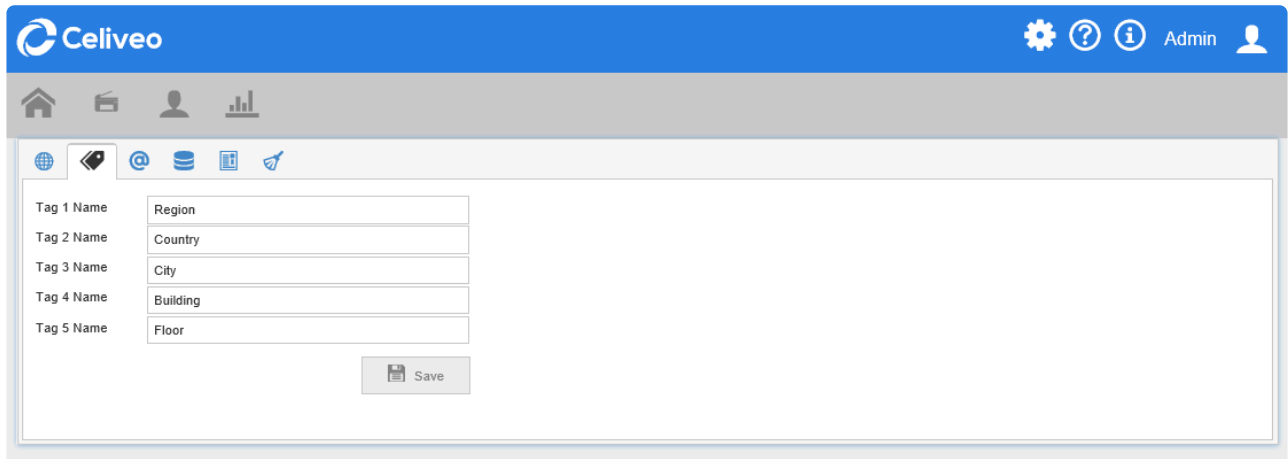 Celiveo
Admin
Tag 1 Name Region
Tag 2 Name Country
Tag 3 Name City
Tag 4 Name Building
Tag 5 Name Floor
Save